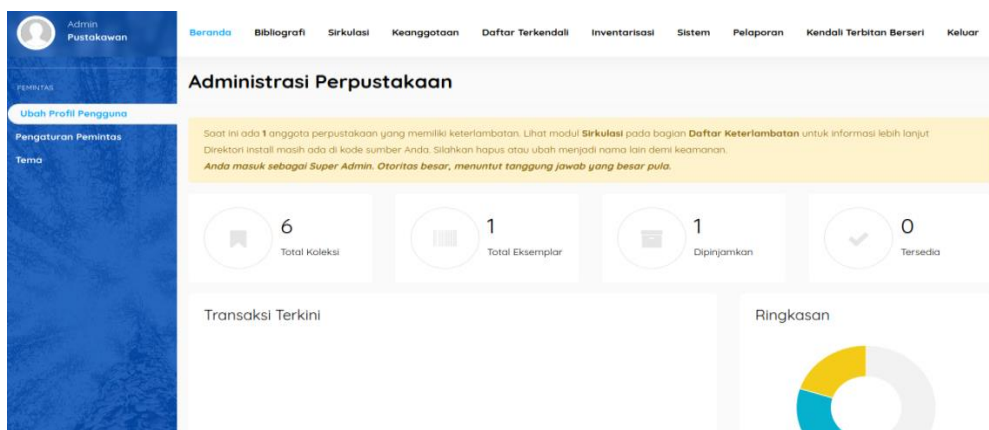 Admin
Pustakawan
Beranda Bibliografi Sirkulasi Keanggotaan Daftar Terkendali Inventarisasi Sistem Pelaporan Kendali Terbitan Berseri Keluar
PEMINTAS
Ubah Profil Pengguna
Pengaturan Pemintas
Tema
Administrasi Perpustakaan
Saat ini ada 1 anggota perpustakaan yang memiliki keterlambatan. Lihat modul Sirkulasi pada bagian Daftar Keterlambatan untuk informasi lebih lanjut
Direktori install masih ada di kode sumber Anda. Silahkan hapus atau ubah menjadi nama lain demi keamanan.
Anda masuk sebagai Super Admin. Otoritas besar, menuntut tanggung jawab yang besar pula.
6
Total Koleksi
1
Total Eksemplar
1
Dipinjamkan
0
Tersedia
Transaksi Terkini
Ringkasan